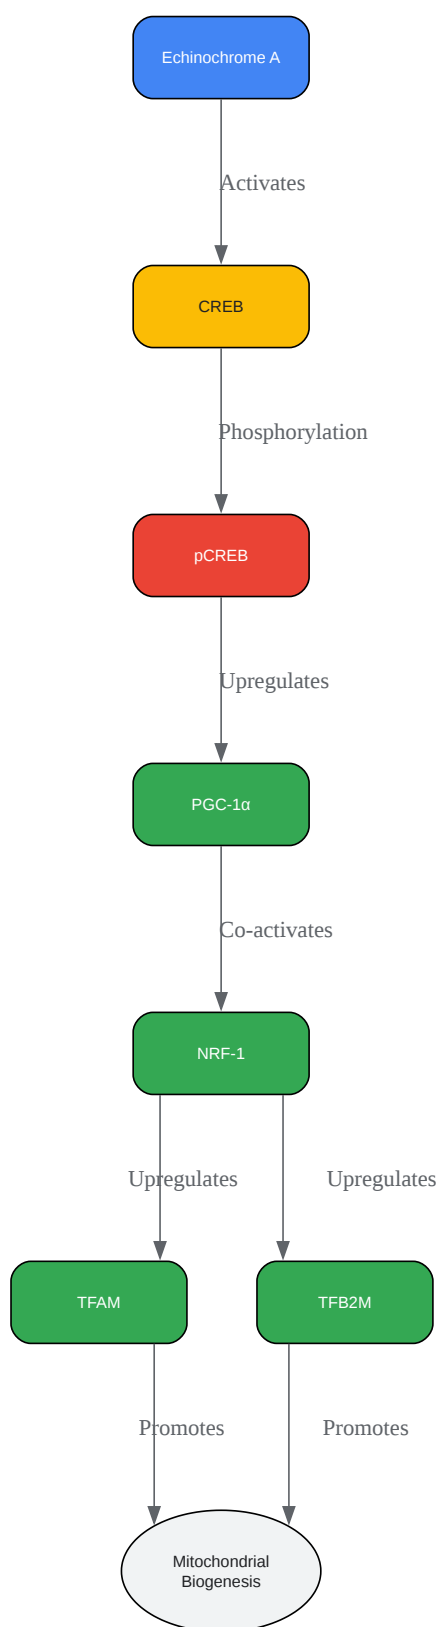 Echinochrome A
Activates
CREB
Phosphorylation
pCREB
Upregulates
PGC-1α
Co-activates
NRF-1
Upregulates
Upregulates
TFAM
TFB2M
Promotes
Promotes
Mitochondrial
Biogenesis